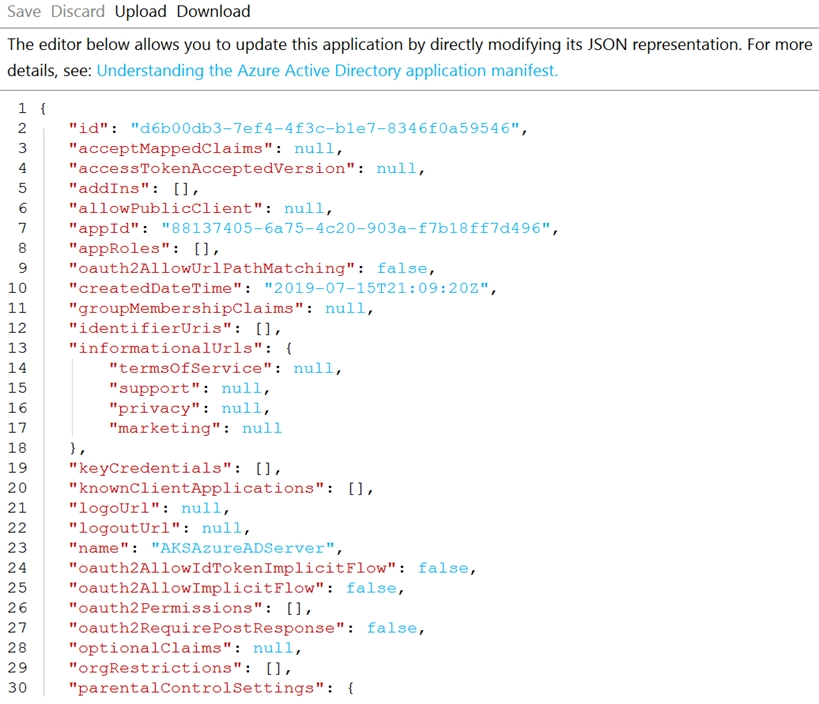 Save Discard Upload Download
The editor below allows you to update this application by directly modifying its JSON representation. For more
details, see: Understanding the Azure Active Directory application manifest.
1 {
2 "id": "d6b00db3-7ef4-4f3c-b1e7-8346f0a59546",
3 "acceptMappedClaims": null,
4 "accessTokenAcceptedVersion": null,
5 "addIns": [],
6 "allowPublicClient": null,
7 "appId": "88137405-6a75-4c20-903a-f7b18ff7d496",
8 "appRoles": [],
9 "oauth2AllowUrlPathMatching": false,
10 "createdDateTime": "2019-07-15T21:09:20Z",
11 "groupMembershipClaims": null,
12 "identifierUris": [],
13 "informationalUrls": {
14 "termsOfService": null,
15 "support": null,
16 "privacy": null,
17 "marketing": null
18 },
19 "keyCredentials": [],
20 "knownClientApplications": [],
21 "logoUrl": null,
22 "logoutUrl": null,
23 "name": "AKSAzureADServer",
24 "oauth2AllowIdTokenImplicitFlow": false,
25 "oauth2AllowImplicitFlow": false,
26 "oauth2Permissions": [],
27 "oauth2RequirePostResponse": false,
28 "optionalClaims": null,
29 "orgRestrictions": [],
30 "parentalControlSettings": {